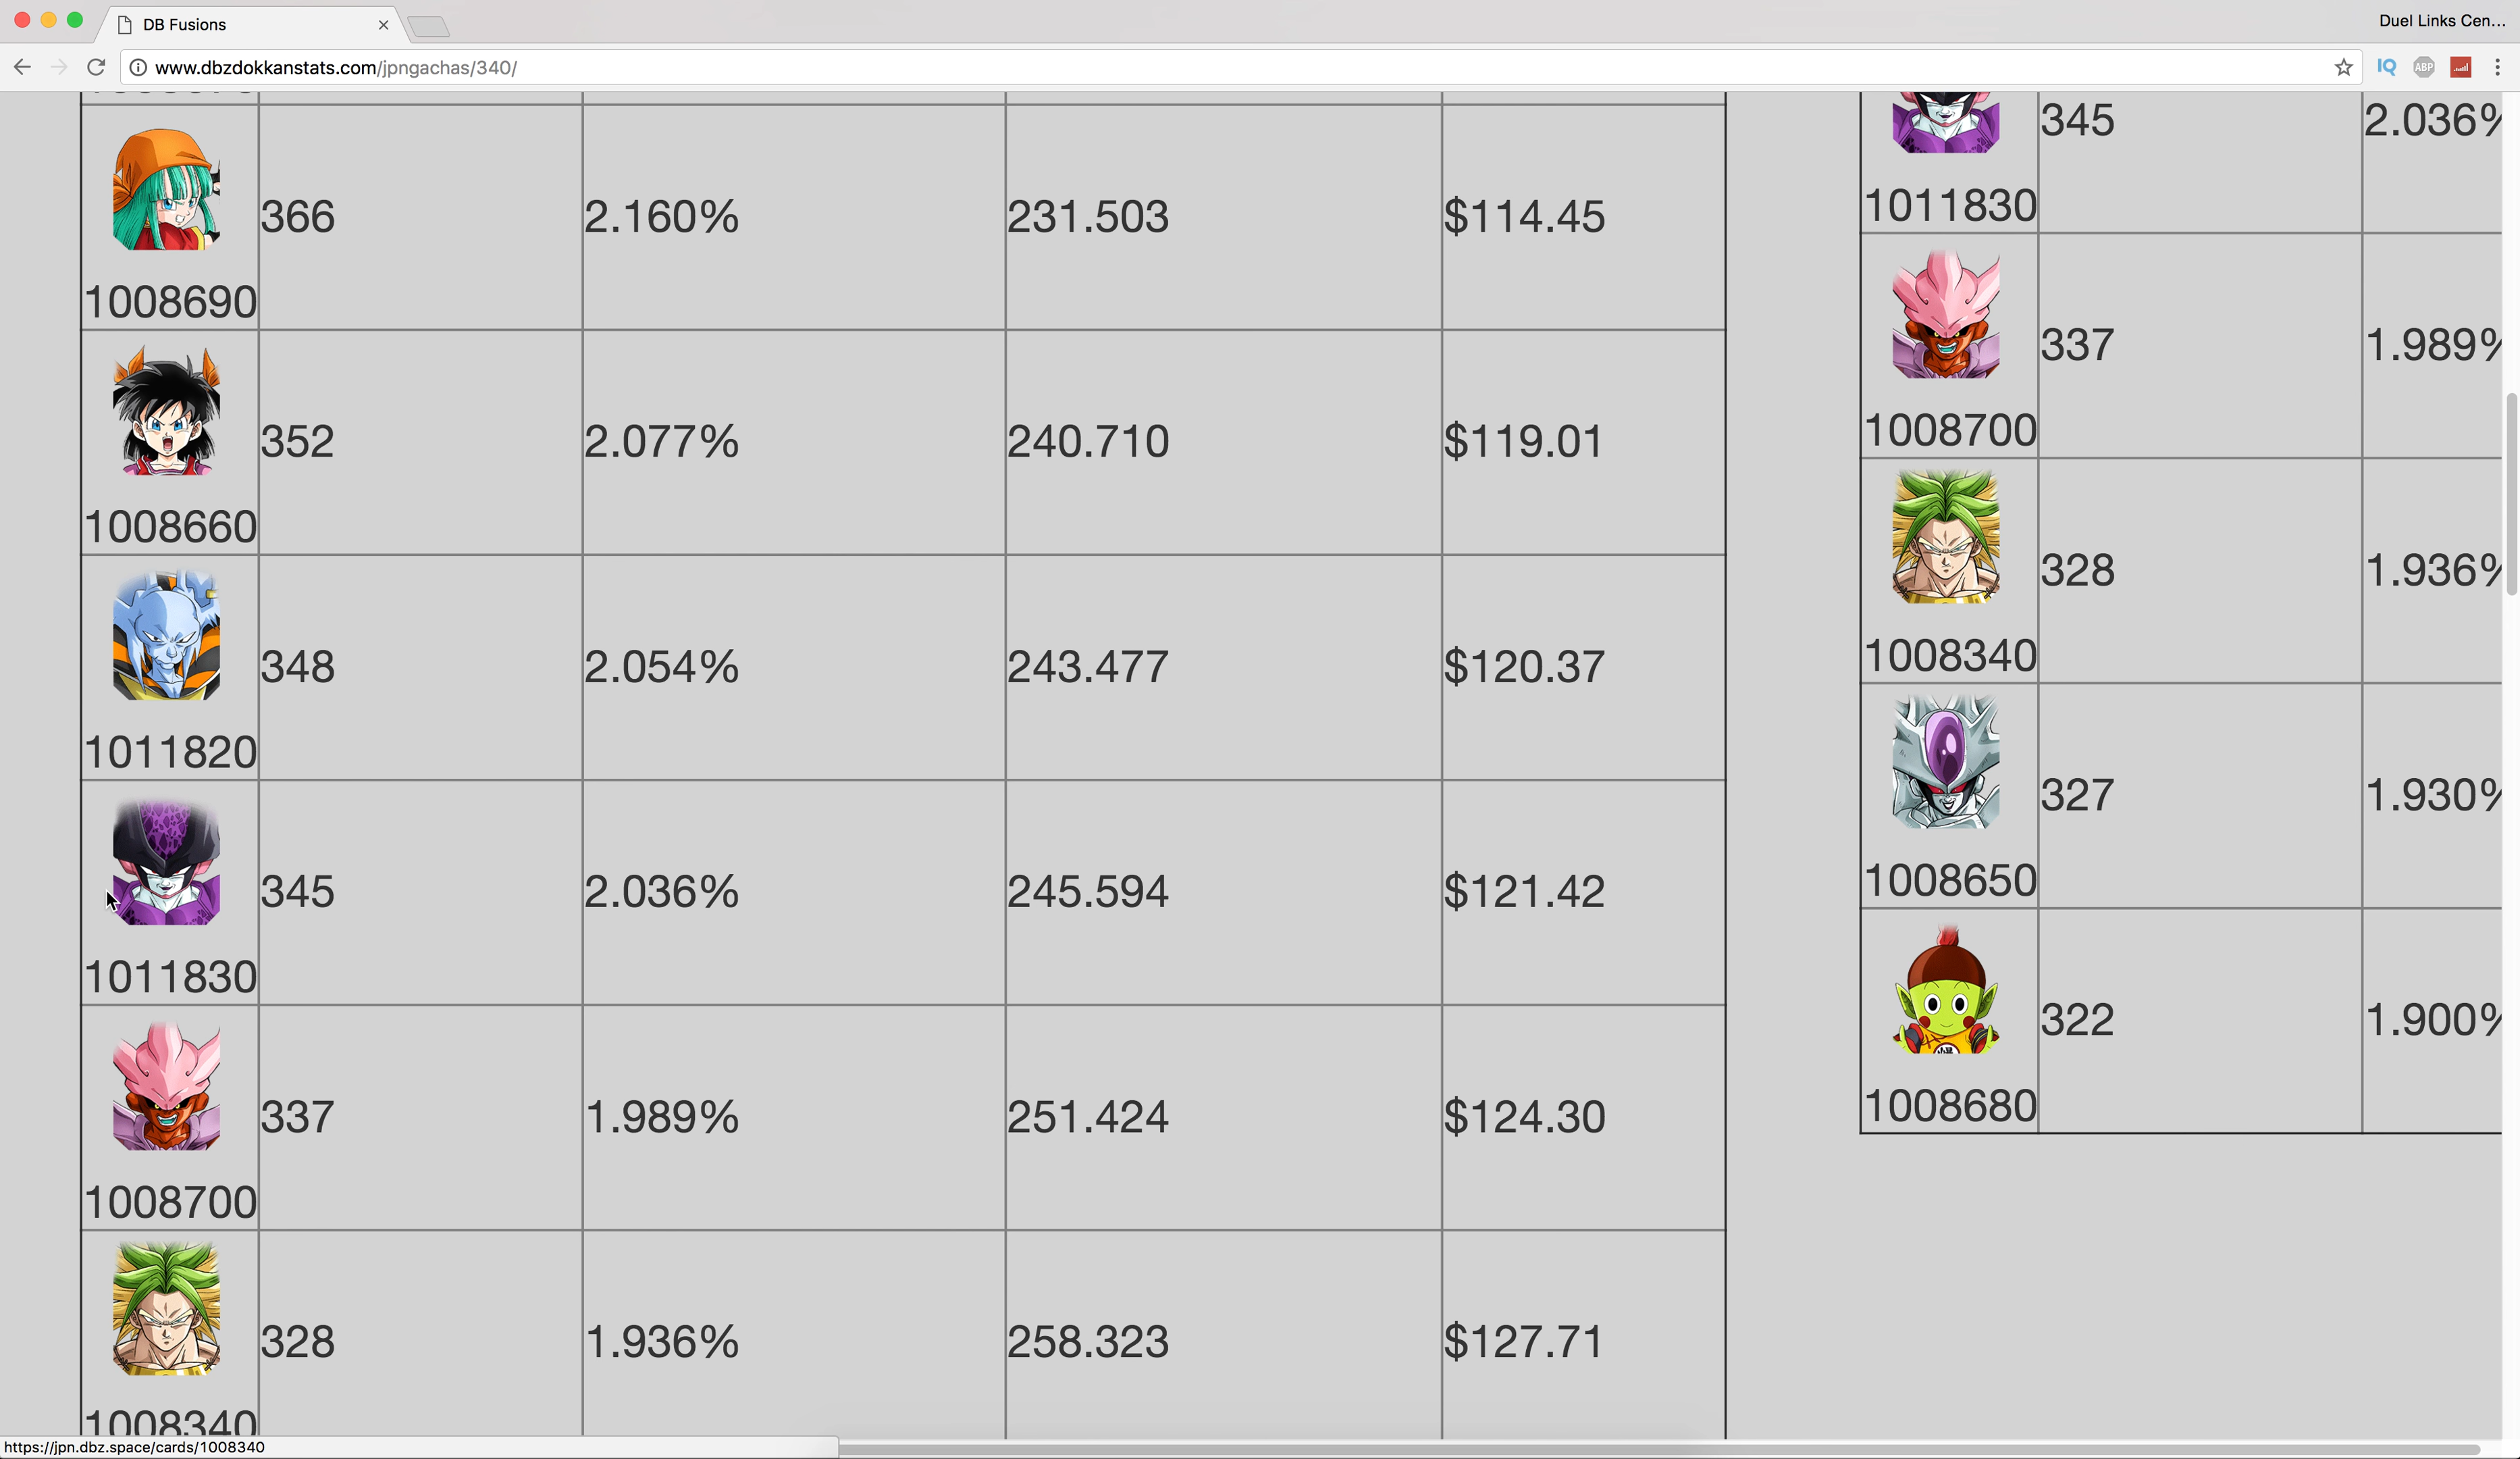 DB Fusions
Duel Links Cen...
www.dbzdokkanstats.com/jpngachas/340/
IQ
ABP
366 2.160% 231.503 $114.45
1008690
352 2.077% 240.710 $119.01
1008660
348 2.054% 243.477 $120.37
1011820
345 2.036% 245.594 $121.42
1011830
337 1.989% 251.424 $124.30
1008700
328 1.936% 258.323 $127.71
1008340
345 2.036%
1011830
337 1.989%
1008700
328 1.936%
1008340
327 1.930%
1008650
322 1.900%
1008680
https://jpn.dbz.space/cards/1008340